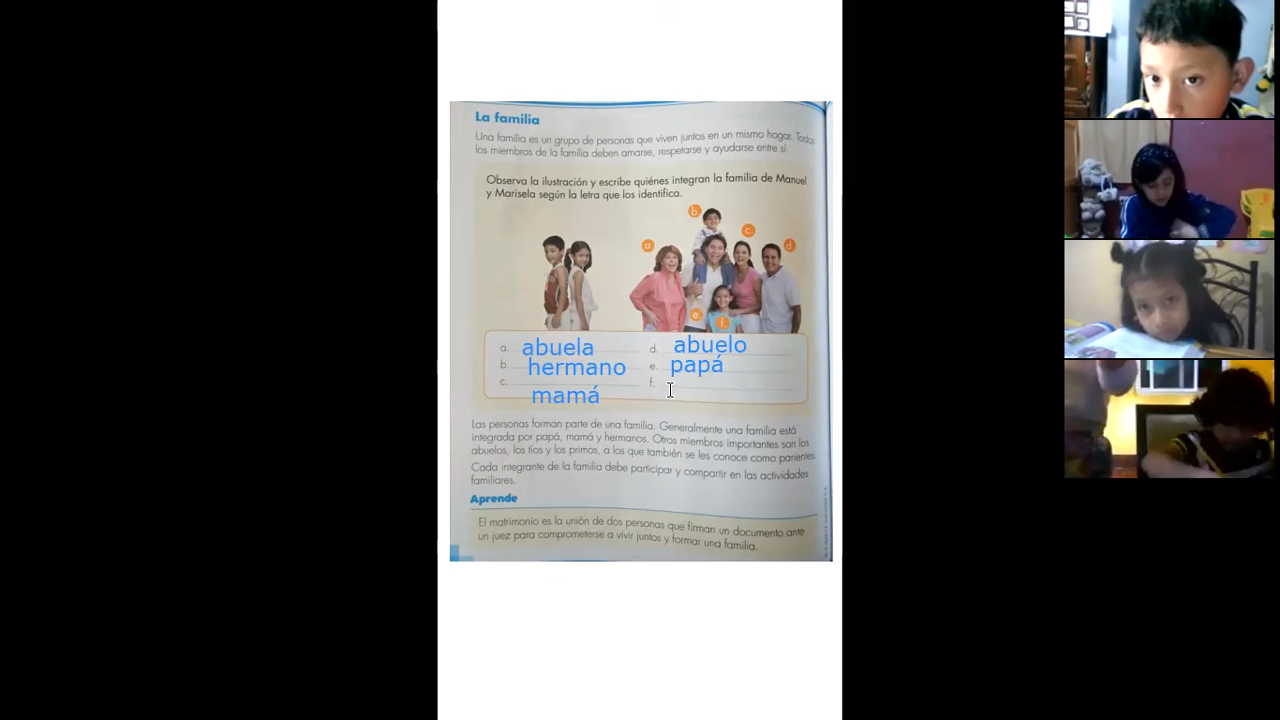 La familia
Una familia es un grupo de personas que viven juntos en un mismo hogar. Todos
los miembros de la familia deben amarse, respetarse y ayudarse entre sí.
Observa la ilustración y escribe quiénes integran la familia de Manuel
y Marisela según la letra que los identifica.
b.
c.
a.
d.
e.
f.
a. abuela
b. hermano
c. mamá
d. abuelo
e. papá
f.
Las personas forman parte de una familia. Generalmente una familia está
integrada por papá, mamá y hermanos. Otros miembros importantes son los
abuelos, los tíos y los primos, a los que también se les conoce como parientes.
Cada integrante de la familia debe participar y compartir en las actividades
familiares.
Aprende
El matrimonio es la unión de dos personas que firman un documento ante
un juez para comprometerse a vivir juntos y formar una familia.